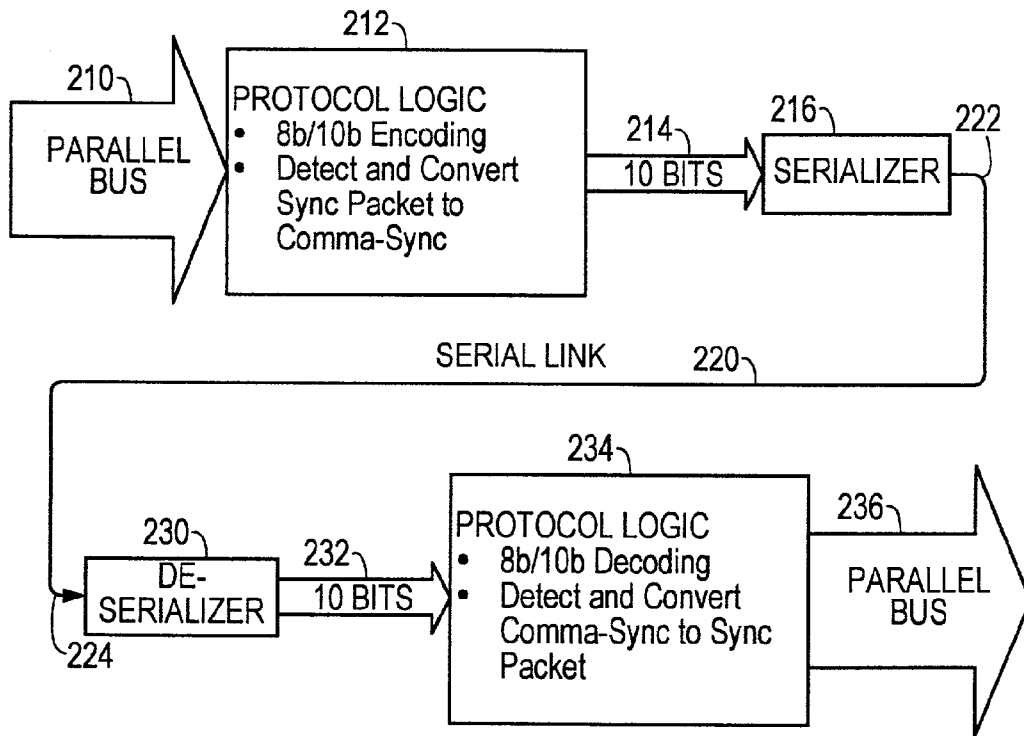 212
210
PROTOCOL LOGIC
• 8b/10b Encoding
• Detect and Convert
Sync Packet to
Comma-Sync
PARALLEL
BUS
214
10 BITS
216
SERIALIZER
222
SERIAL LINK
220
234
230
DE-
SERIALIZER
224
232
10 BITS
PROTOCOL LOGIC
• 8b/10b Decoding
• Detect and Convert
Comma-Sync to Sync
Packet
236
PARALLEL
BUS